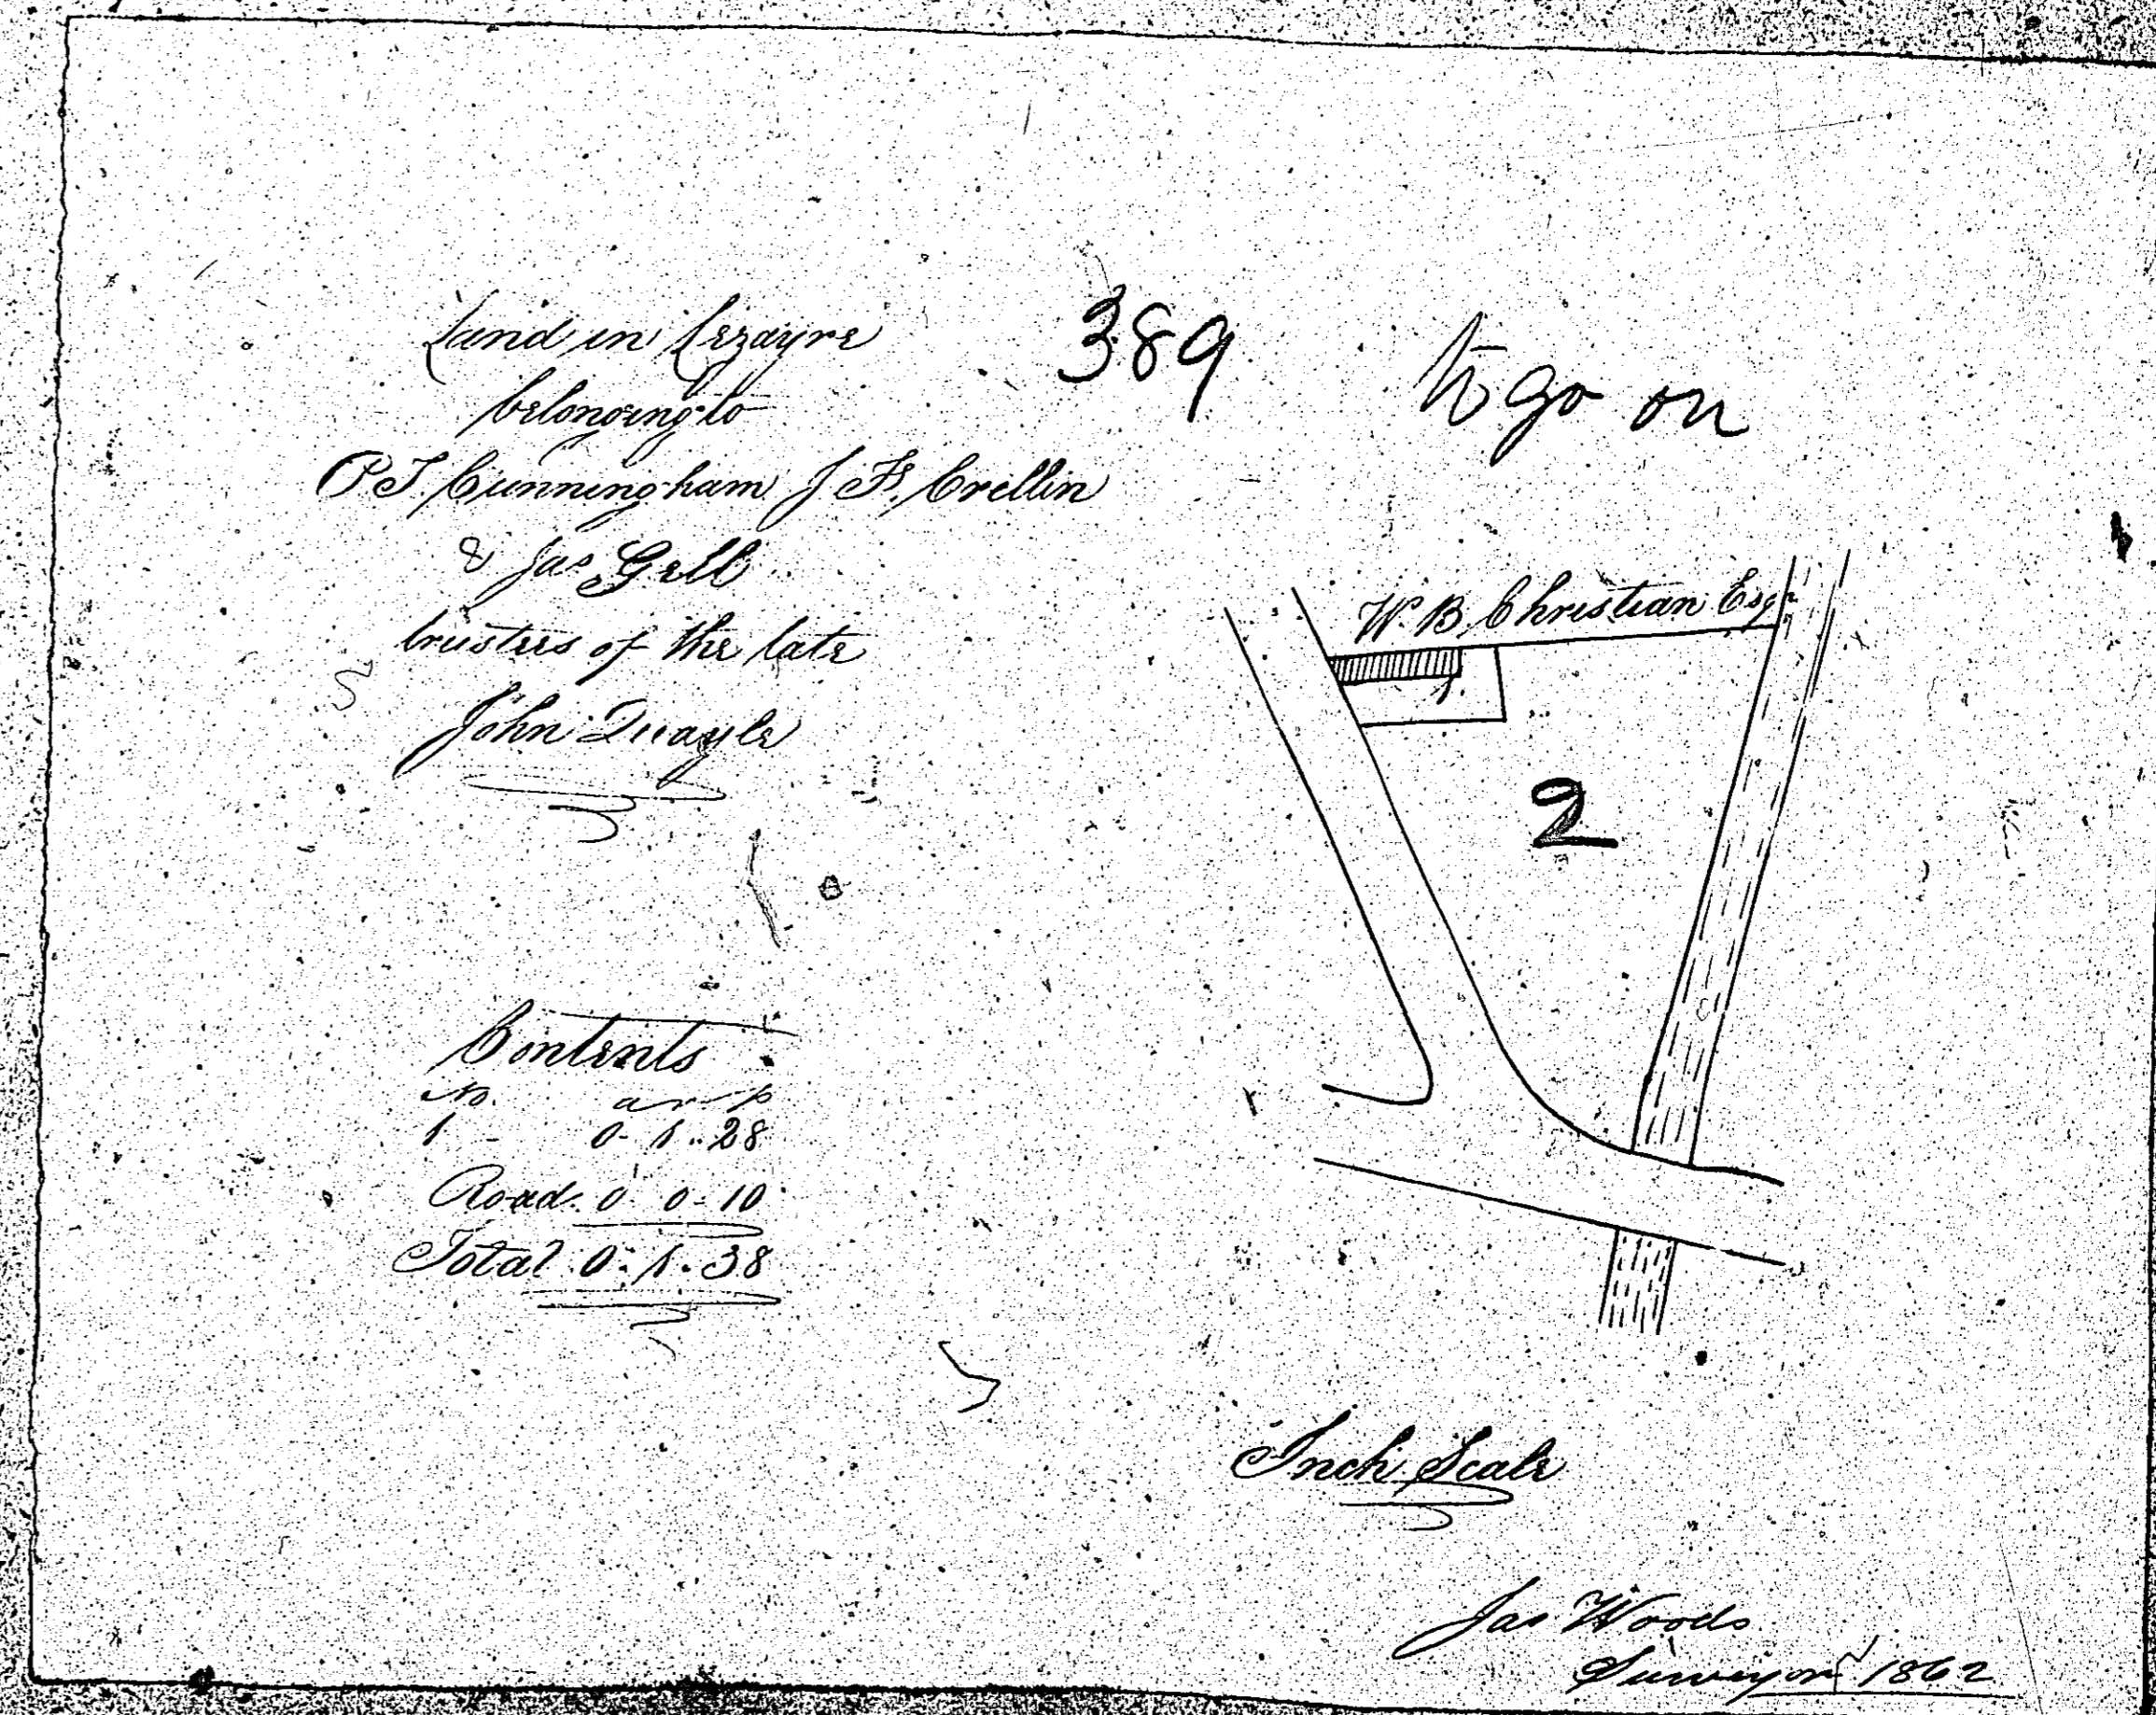 Land in Lezayre
belonging to
P T Cunningham J F. Crellin
& Jas Gell
trustees of the late
John Quayle
389
to go on
W. B. Christian Esqr
1.
2
Contents
No. a r p
1 - 0 - 1 .. 28
Road. 0 - 0 - 10
Total 0 - 1 - 38
Inch Scale
Jas Woods
Surveyor 1862